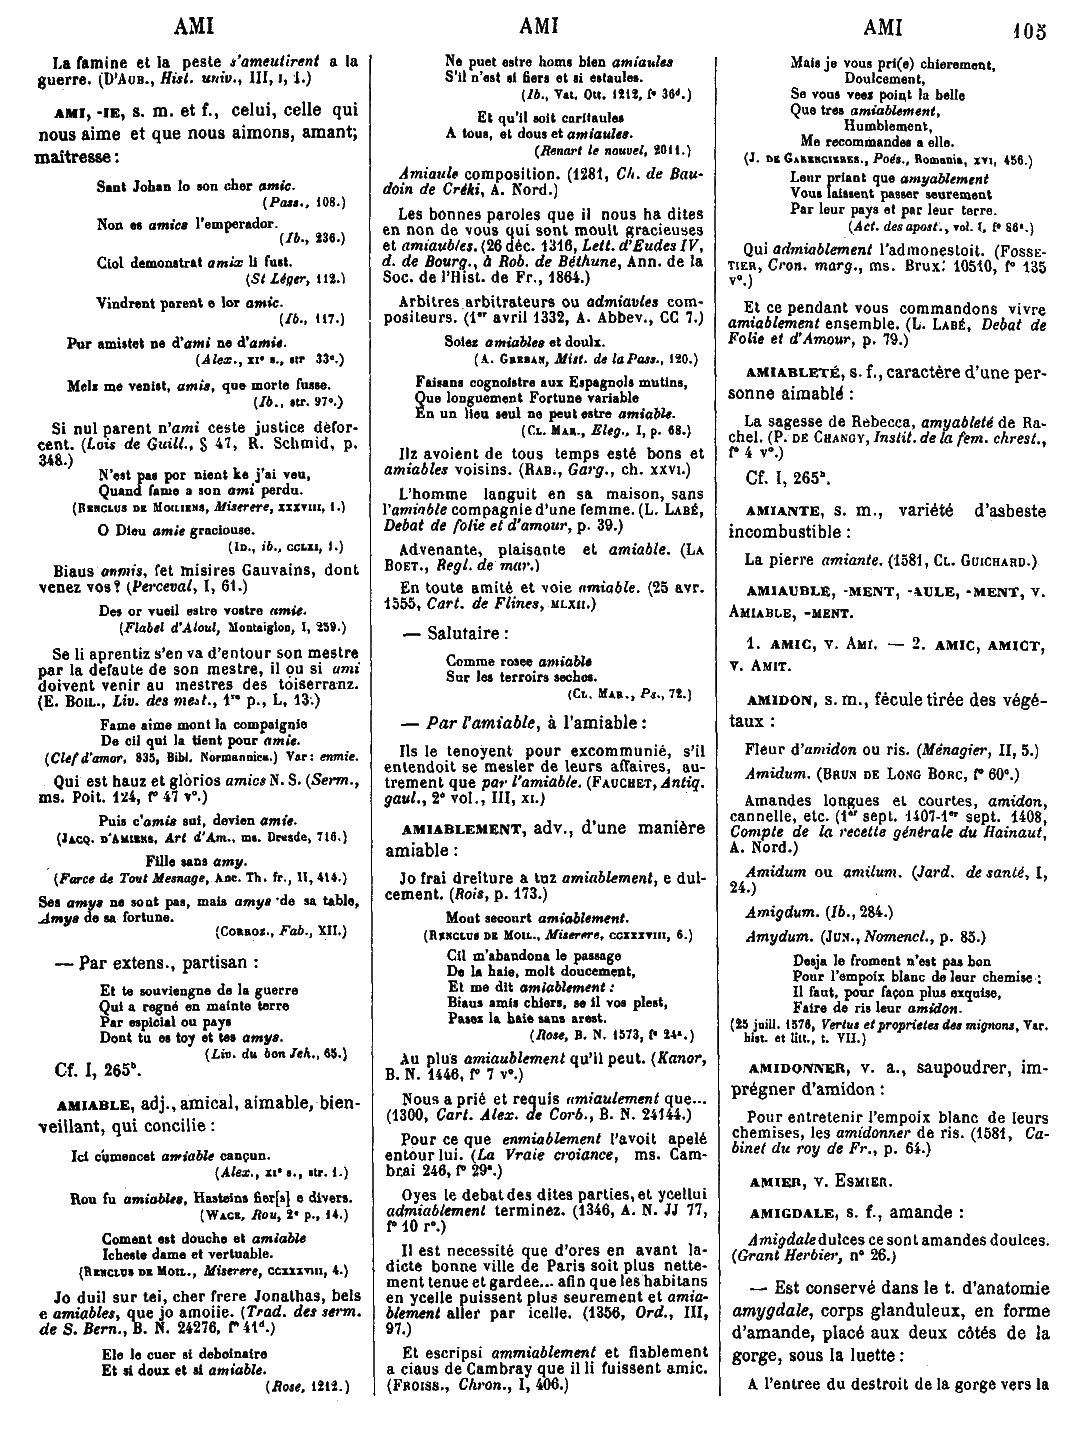 AMI
AMI
AMI 105
La famine et la peste s'ameutirent a la
guerre. (D'AUB., Hist. univ., III, I, 1.)
AMI, -IE, s. m. et f., celui, celle qui
nous aime et que nous aimons, amant;
maîtresse :
Sant Johan lo son cher amic.
(Pass., 108.)
Non es amics l'emperador.
(Ib., 236.)
Ciol demonstrat amix li fust.
(St Léger, 112.)
Vindrent parent e lor amic.
(Ib., 117.)
Pur amistet ne d'ami ne d'amie.
(Alex., XIe s., str 33e.)
Melz me venist, amis, que morte fusse.
(Ib., str. 97e.)
Si nul parent n'ami ceste justice defor-
cent. (Lois de Guill., § 47, R. Schmid, p.
348.)
N'est pas por nient ke j'ai veu,
Quand fame a son ami perdu.
(RENCLUS DE MOILIENS, Miserere, XXXVIII, 1.)
O Dieu amie graciouse.
(ID., ib., CCLXI, 1.)
Biaus anmis, fet misires Gauvains, dont
venez vos? (Perceval, I, 61.)
Des or vueil estre vostre amie.
(Flabel d'Aloul, Montaiglon, I, 259.)
Se li aprentiz s'en va d'entour son mestre
par la defaute de son mestre, il ou si ami
doivent venir au mestres des toiserranz.
(E. BOIL., Liv. des mest., 1re p., L, 13.)
Fame aime mont la compaignie
De cil qui la tient pour amie.
(Clef d'amor, 835, Bibl. Normannica.) Var : enmie.
Qui est hauz et glorios amics N. S. (Serm.,
ms. Poit. 124, f° 47 v°.)
Puis c'amis sui, devien amie.
(JACQ. D'AMIENS, Art d'Am., ms. Dresde, 716.)
Fille sans amy.
(Farce de Tout Mesnage, Anc. Th. fr., II, 414.)
Ses amys ne sont pas, mais amys de sa table,
Amys de sa fortune.
(CORROZ., Fab., XII.)
— Par extens., partisan :
Et te souviengne de la guerre
Qui a regné en mainte terre
Par espicial ou pays
Dont tu es toy et tes amys.
(Liv. du bon Jeh., 65.)
Cf. I, 265b.
AMIABLE, adj., amical, aimable, bien-
veillant, qui concilie :
Ici cumencet amiable cançun.
(Alex., XIe s., str. 1.)
Rou fu amiables, Hasteins fier[s] e divers.
(WACE, Rou, 2e p., 14.)
Coment est douche et amiable
Icheste dame et vertuable.
(RENCLUS DE MOIL., Miserere, CCXXXVIII, 4.)
Jo duil sur tei, cher frere Jonathas, bels
e amiables, que jo amoiie. (Trad. des serm.
de S. Bern., B. N. 24276, f° 41d.)
Ele le cuer si debonaire
Et si doux et si amiable.
(Rose, 1212.)
Ne puet estre homs bien amiaules
S'il n'est si fiers et si estaules.
(Ib., Vat. Ott. 1212, f° 36d.)
Et qu'il soit caritaules
A tous, et dous et amiaules.
(Renart le nouvel, 2011.)
Amiaule composition. (1281, Ch. de Bau-
doin de Créki, A. Nord.)
Les bonnes paroles que il nous ha dites
en non de vous qui sont moult gracieuses
et amiaubles. (26 déc. 1316, Lett. d'Eudes IV,
d. de Bourg., à Rob. de Béthune, Ann. de la
Soc. de l'Hist. de Fr., 1864.)
Arbitres arbitrateurs ou admiavles com-
positeurs. (1er avril 1332, A. Abbev., CC 7.)
Soiez amiables et doulx.
(A. GREBAN, Mist. de la Pass., 120.)
Faisans cognoistre aux Espagnols mutins,
Que longuement Fortune variable
En un lieu seul ne peut estre amiable.
(CL. MAR., Eleg., I, p. 68.)
Ilz avoient de tous temps esté bons et
amiables voisins. (RAB., Garg., ch. XXVI.)
L'homme languit en sa maison, sans
l'amiable compagnie d'une femme. (L. LABÉ,
Debat de folie et d'amour, p. 39.)
Advenante, plaisante et amiable. (LA
BOET., Regl. de mar.)
En toute amité et voie amiable. (25 avr.
1555, Cart. de Flines, MLXII.)
— Salutaire :
Comme rosee amiable
Sur les terroirs seches.
(CL. MAR., Ps., 72.)
— Par l'amiable, à l'amiable :
Ils le tenoyent pour excommunié, s'il
entendoit se mesler de leurs affaires, au-
trement que par l'amiable. (FAUCHET, Antiq.
gaul., 2e vol., III, XI.)
AMIABLEMENT, adv., d'une manière
amiable :
Jo frai dreiture a tuz amiablement, e dul-
cement. (Rois, p. 173.)
Mout secourt amiablement.
(RENCLUS DE MOIL., Miserere, CCXXXVIII, 6.)
Cil m'abandona le passage
De la haie, molt doucement,
Et me dit amiablement :
Biaus amis chiers, se il vos plest,
Pasez la haie sans arest.
(Rose, B. N. 1573, f° 24a.)
Au plus amiaublement qu'il peut. (Kanor,
B. N. 1446, f° 7 v°.)
Nous a prié et requis amiaulement que...
(1300, Cart. Alex. de Corb., B. N. 24144.)
Pour ce que enmiablement l'avoit apelé
entour lui. (La Vraie croiance, ms. Cam-
brai 246, f° 29a.)
Oyes le debat des dites parties, et ycellui
admiablement terminez. (1346, A. N. JJ 77,
f° 10 r°.)
Il est necessité que d'ores en avant la-
dicte bonne ville de Paris soit plus nette-
ment tenue et gardee... afin que les habitans
en ycelle puissent plus seurement et amia-
blement aller par icelle. (1356, Ord., III,
97.)
Et escripsi ammiablement et fiablement
a ciaus de Cambray que il li fuissent amic.
(FROISS., Chron., I, 406.)
Mais je vous pri(e) chierement,
Doulcement,
Se vous veez point la belle
Que tres amiablement,
Humblement,
Me recommandes a elle.
(J. DE GARENCIERES., Poés., Romania, XVI, 456.)
Leur priant que amyablement
Vous laissent passer seurement
Par leur pays et par leur terre.
(Act. des apost., vol. I, f° 86a.)
Qui admiablement l'admonestoit. (FOSSE-
TIER, Cron. marg., ms. Brux. 10510, f° 135
v°.)
Et ce pendant vous commandons vivre
amiablement ensemble. (L. LABÉ, Debat de
Folie et d'Amour, p. 79.)
AMIABLETÉ, s. f., caractère d'une per-
sonne aimable :
La sagesse de Rebecca, amyableté de Ra-
chel. (P. DE CHANGY, Instit. de la fem. chrest.,
f° 4 v°.)
Cf. I, 265b.
AMIANTE, s. m., variété d'asbeste
incombustible :
La pierre amiante. (1581, CL. GUICHARD.)
AMIAUBLE, -MENT, -AULE, -MENT, v.
AMIABLE, -MENT.
1. AMIC, v. AMI. — 2. AMIC, AMICT,
v. AMIT.
AMIDON, s. m., fécule tirée des végé-
taux :
Fleur d'amidon ou ris. (Ménagier, II, 5.)
Amidum. (BRUN DE LONG BORC, f° 60c.)
Amandes longues et courtes, amidon,
cannelle, etc. (1er sept. 1407-1er sept. 1408,
Compte de la recette générale du Hainaut,
A. Nord.)
Amidum ou amilum. (Jard. de santé, I,
24.)
Amigdum. (Ib., 284.)
Amydum. (JUN., Nomencl., p. 85.)
Desja le froment n'est pas bon
Pour l'empoix blanc de leur chemise ;
Il faut, pour façon plus exquise,
Faire de ris leur amidon.
(25 juill. 1576, Vertus et proprietes des mignons, Var.
hist. et litt., t. VII.)
AMIDONNER, v. a., saupoudrer, im-
prégner d'amidon :
Pour entretenir l'empoix blanc de leurs
chemises, les amidonner de ris. (1581, Ca-
binet du roy de Fr., p. 64.)
AMIER, v. ESMIER.
AMIGDALE, s. f., amande :
Amigdale dulces ce sont amandes doulces.
(Grant Herbier, n° 26.)
— Est conservé dans le t. d'anatomie
amygdale, corps glanduleux, en forme
d'amande, placé aux deux côtés de la
gorge, sous la luette :
A l'entree du destroit de la gorge vers la